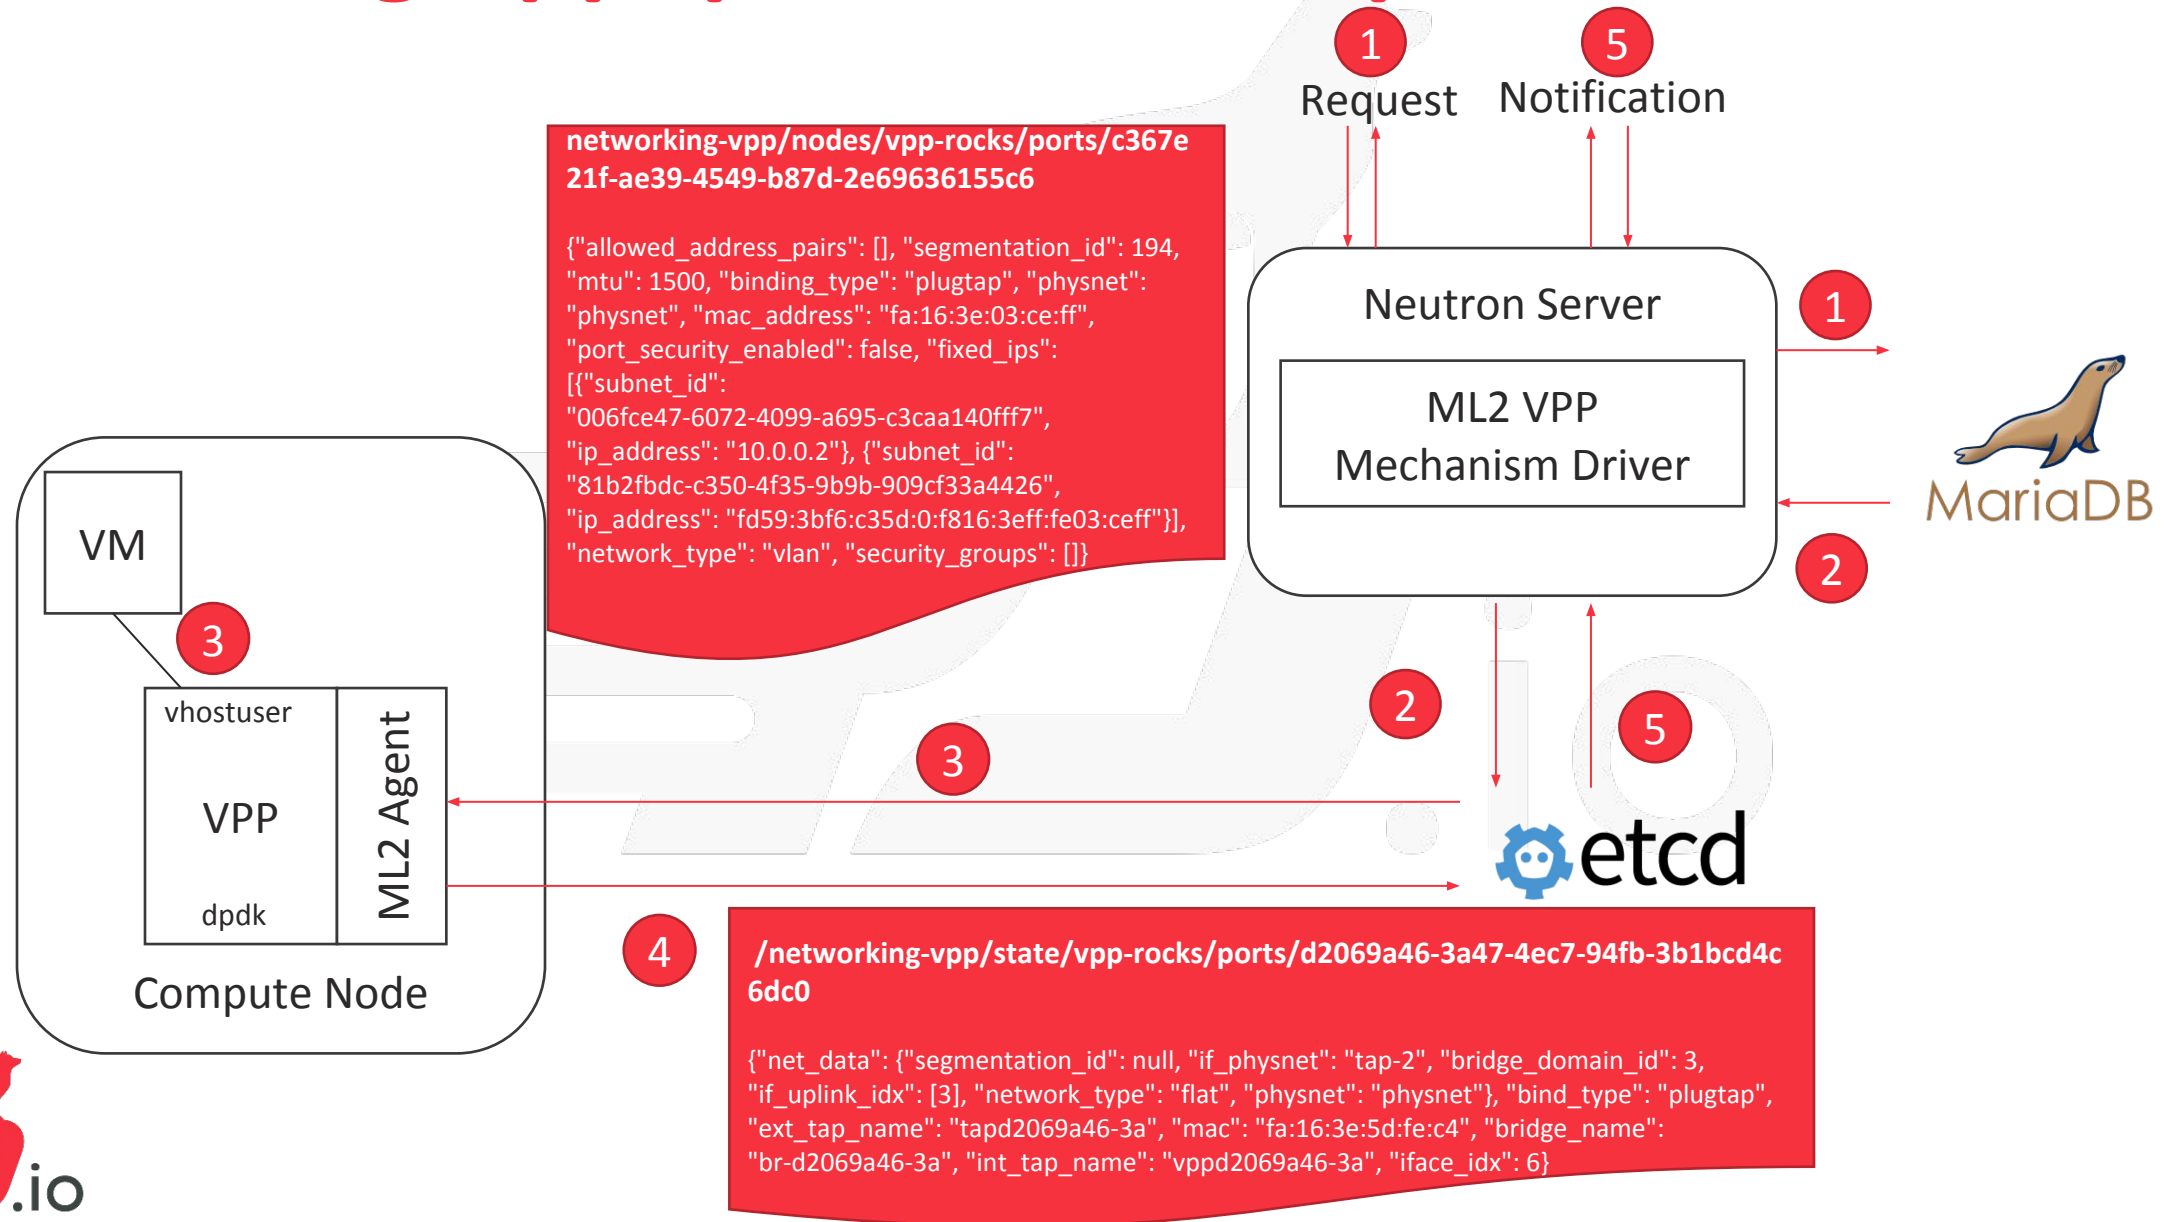 1
5
Request
Notification
networking-vpp/nodes/vpp-rocks/ports/c367e
21f-ae39-4549-b87d-2e69636155c6
{"allowed_address_pairs": [], "segmentation_id": 194,
"mtu": 1500, "binding_type": "plugtap", "physnet":
"physnet", "mac_address": "fa:16:3e:03:ce:ff",
"port_security_enabled": false, "fixed_ips":
[{"subnet_id":
"006fce47-6072-4099-a695-c3caa140fff7",
"ip_address": "10.0.0.2"}, {"subnet_id":
"81b2fbdc-c350-4f35-9b9b-909cf33a4426",
"ip_address": "fd59:3bf6:c35d:0:f816:3eff:fe03:ceff"}],
"network_type": "vlan", "security_groups": []}
Neutron Server
ML2 VPP
Mechanism Driver
1
MariaDB
2
VM
3
vhostuser
VPP
dpdk
ML2 Agent
Compute Node
3
2
5
etcd
4
/networking-vpp/state/vpp-rocks/ports/d2069a46-3a47-4ec7-94fb-3b1bcd4c
6dc0
{"net_data": {"segmentation_id": null, "if_physnet": "tap-2", "bridge_domain_id": 3,
"if_uplink_idx": [3], "network_type": "flat", "physnet": "physnet"}, "bind_type": "plugtap",
"ext_tap_name": "tapd2069a46-3a", "mac": "fa:16:3e:5d:fe:c4", "bridge_name":
"br-d2069a46-3a", "int_tap_name": "vppd2069a46-3a", "iface_idx": 6}
.io